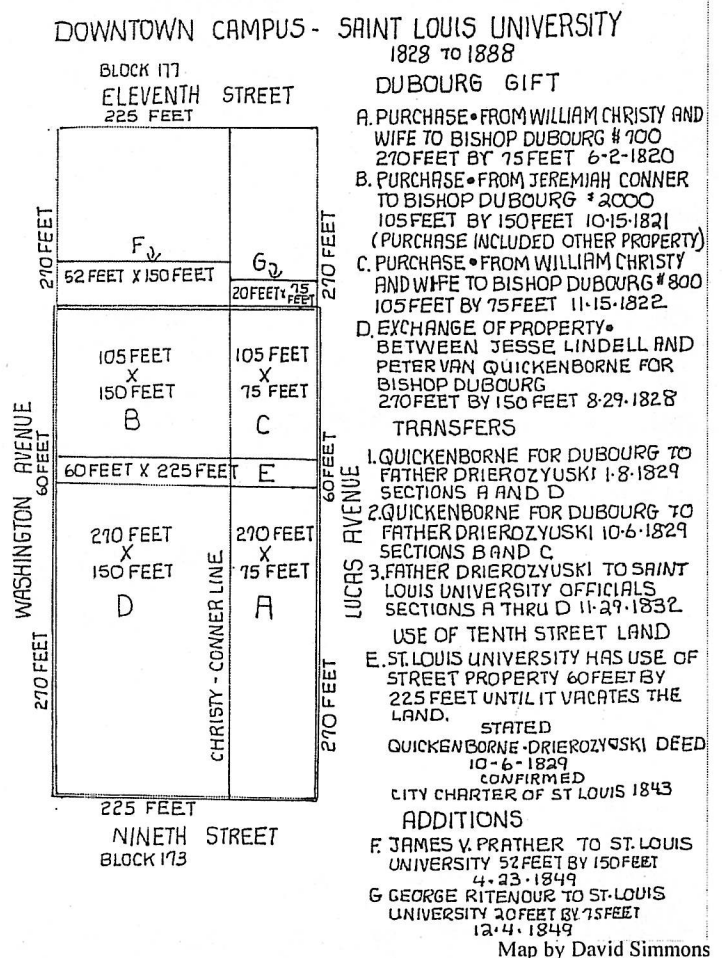 DOWNTOWN CAMPUS - SAINT LOUIS UNIVERSITY
1828 TO 1888
BLOCK 177
ELEVENTH STREET
225 FEET
270 FEET
270 FEET
F
52 FEET X 150 FEET
G
20 FEET X 75 FEET
105 FEET
X
150 FEET
B
105 FEET
X
75 FEET
C
WASHINGTON AVENUE
60 FEET
60 FEET X 225 FEET E
60 FEET
LUCAS AVENUE
270 FEET
X
150 FEET
D
270 FEET
X
75 FEET
A
CHRISTY - CONNER LINE
270 FEET
270 FEET
225 FEET
NINETH STREET
BLOCK 173
DUBOURG GIFT
A. PURCHASE•FROM WILLIAM CHRISTY AND
WIFE TO BISHOP DUBOURG $700
270 FEET BY 75 FEET 6-2-1820
B. PURCHASE•FROM JEREMIAH CONNER
TO BISHOP DUBOURG $2000
105 FEET BY 150 FEET 10-15-1821
(PURCHASE INCLUDED OTHER PROPERTY)
C. PURCHASE•FROM WILLIAM CHRISTY
AND WIFE TO BISHOP DUBOURG $800
105 FEET BY 75 FEET 11-15-1822
D. EXCHANGE OF PROPERTY•
BETWEEN JESSE LINDELL AND
PETER VAN QUICKENBORNE FOR
BISHOP DUBOURG
270 FEET BY 150 FEET 8-29-1828
TRANSFERS
1. QUICKENBORNE FOR DUBOURG TO
FATHER DRIEROZYUSKI 1-8-1829
SECTIONS A AND D
2. QUICKENBORNE FOR DUBOURG TO
FATHER DRIEROZYUSKI 10-6-1829
SECTIONS B AND C
3. FATHER DRIEROZYUSKI TO SAINT
LOUIS UNIVERSITY OFFICIALS
SECTIONS A THRU D 11-29-1832
USE OF TENTH STREET LAND
E. ST. LOUIS UNIVERSITY HAS USE OF
STREET PROPERTY 60 FEET BY
225 FEET UNTIL IT VACATES THE
LAND.
STATED
QUICKENBORNE-DRIEROZYUSKI DEED
10-6-1829
CONFIRMED
CITY CHARTER OF ST LOUIS 1843
ADDITIONS
F. JAMES V. PRATHER TO ST. LOUIS
UNIVERSITY 52 FEET BY 150 FEET
4-23-1849
G GEORGE RITENOUR TO ST. LOUIS
UNIVERSITY 20 FEET BY 75 FEET
12-4-1849
Map by David Simmons